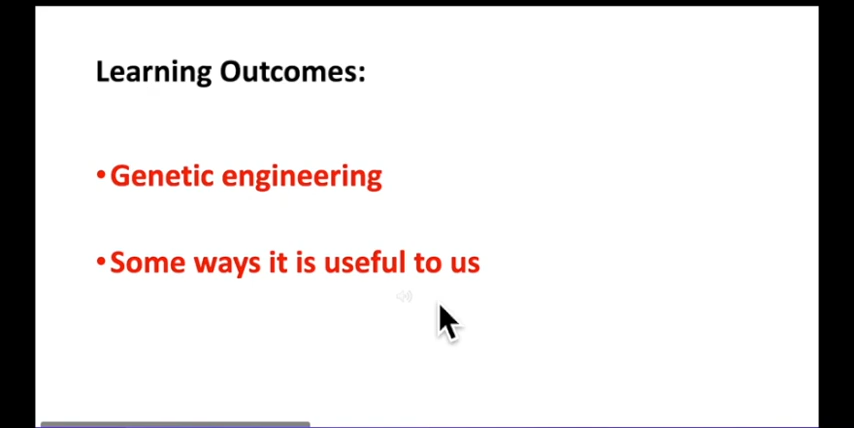 Learning Outcomes:
•Genetic engineering
•Some ways it is useful to us